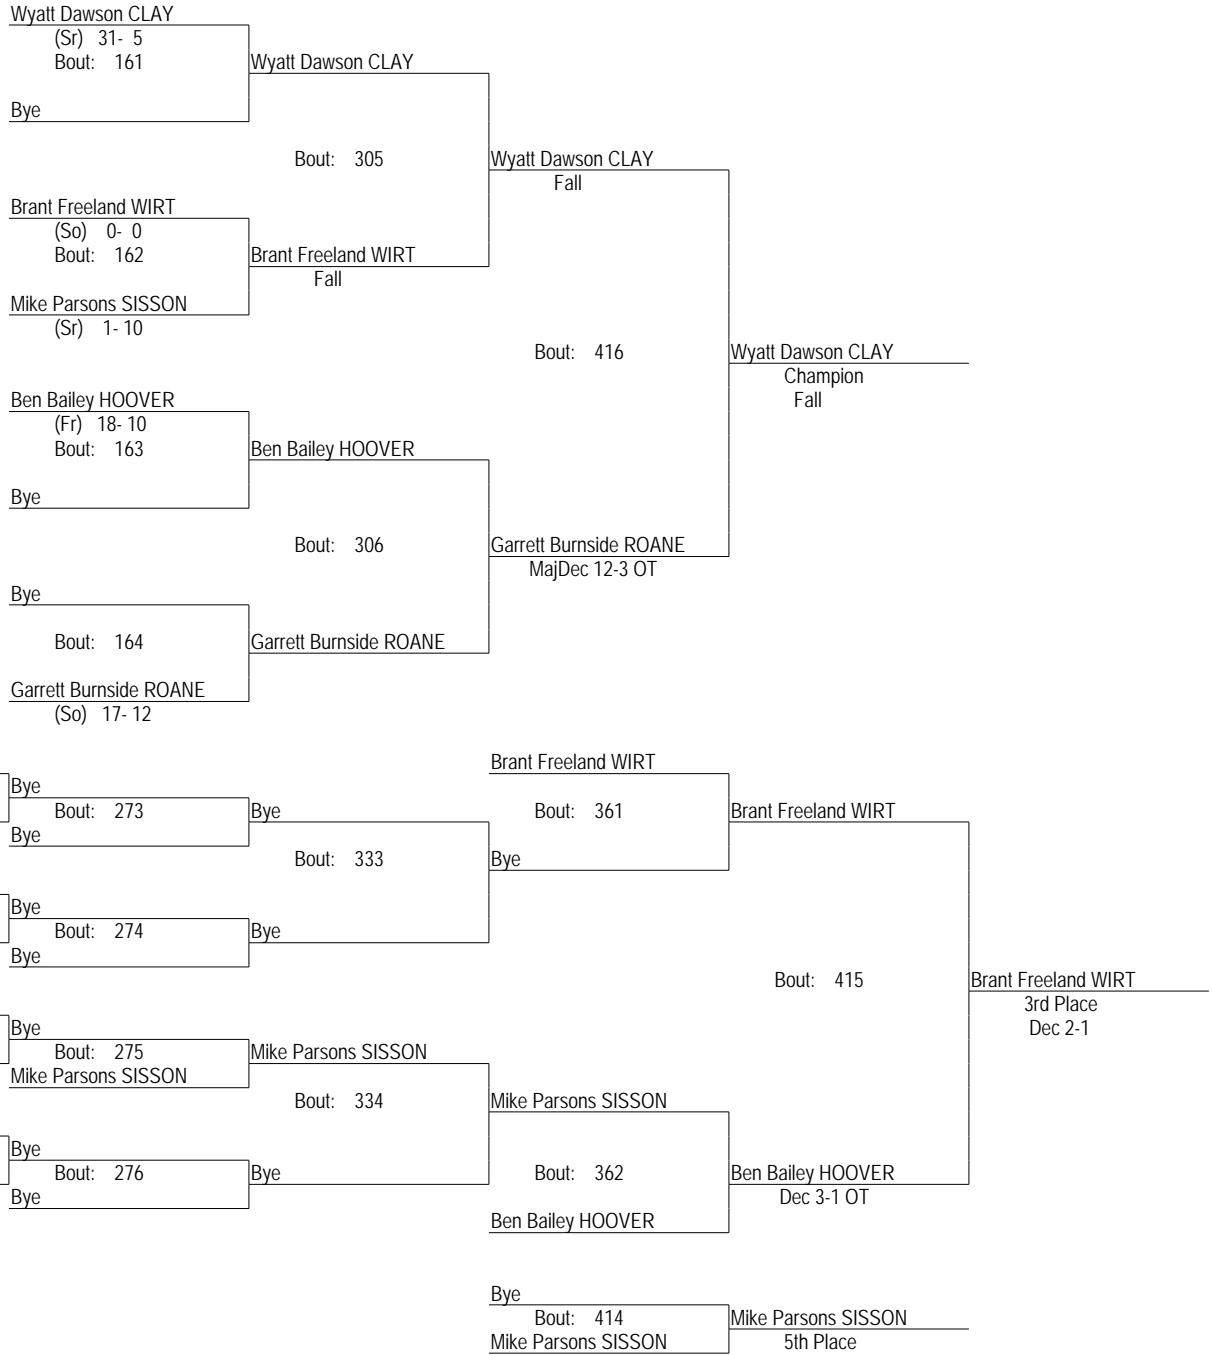 Wyatt Dawson CLAY
(Sr) 31- 5
Bout: 161
Wyatt Dawson CLAY
Bye
Bout: 305
Wyatt Dawson CLAY
Fall
Brant Freeland WIRT
(So) 0- 0
Bout: 162
Brant Freeland WIRT
Fall
Mike Parsons SISSON
(Sr) 1- 10
Bout: 416
Wyatt Dawson CLAY
Champion
Fall
Ben Bailey HOOVER
(Fr) 18- 10
Bout: 163
Ben Bailey HOOVER
Bye
Bout: 306
Garrett Burnside ROANE
MajDec 12-3 OT
Bye
Bout: 164
Garrett Burnside ROANE
Garrett Burnside ROANE
(So) 17- 12
Brant Freeland WIRT
Bye
Bout: 273
Bye
Bout: 361
Brant Freeland WIRT
Bye
Bout: 333
Bye
Bye
Bout: 274
Bye
Bye
Bout: 415
Brant Freeland WIRT
3rd Place
Dec 2-1
Bye
Bout: 275
Mike Parsons SISSON
Mike Parsons SISSON
Bout: 334
Mike Parsons SISSON
Bye
Bout: 276
Bye
Bout: 362
Ben Bailey HOOVER
Dec 3-1 OT
Bye
Ben Bailey HOOVER
Bye
Bout: 414
Mike Parsons SISSON
Mike Parsons SISSON
5th Place